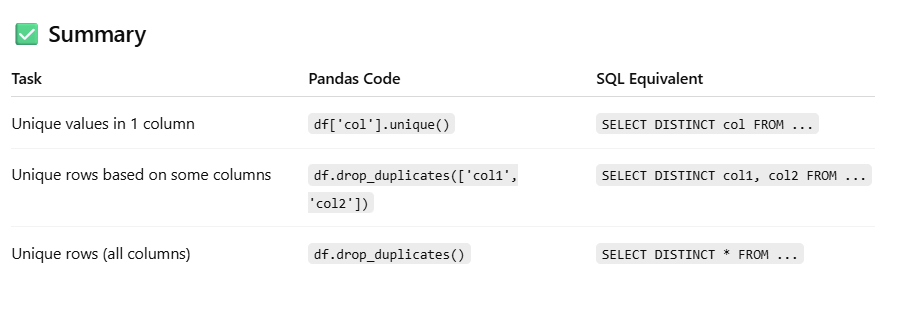 ✅ Summary
Task Pandas Code SQL Equivalent
Unique values in 1 column df['col'].unique() SELECT DISTINCT col FROM ...
Unique rows based on some columns df.drop_duplicates(['col1', SELECT DISTINCT col1, col2 FROM ...
'col2'])
Unique rows (all columns) df.drop_duplicates() SELECT DISTINCT * FROM ...